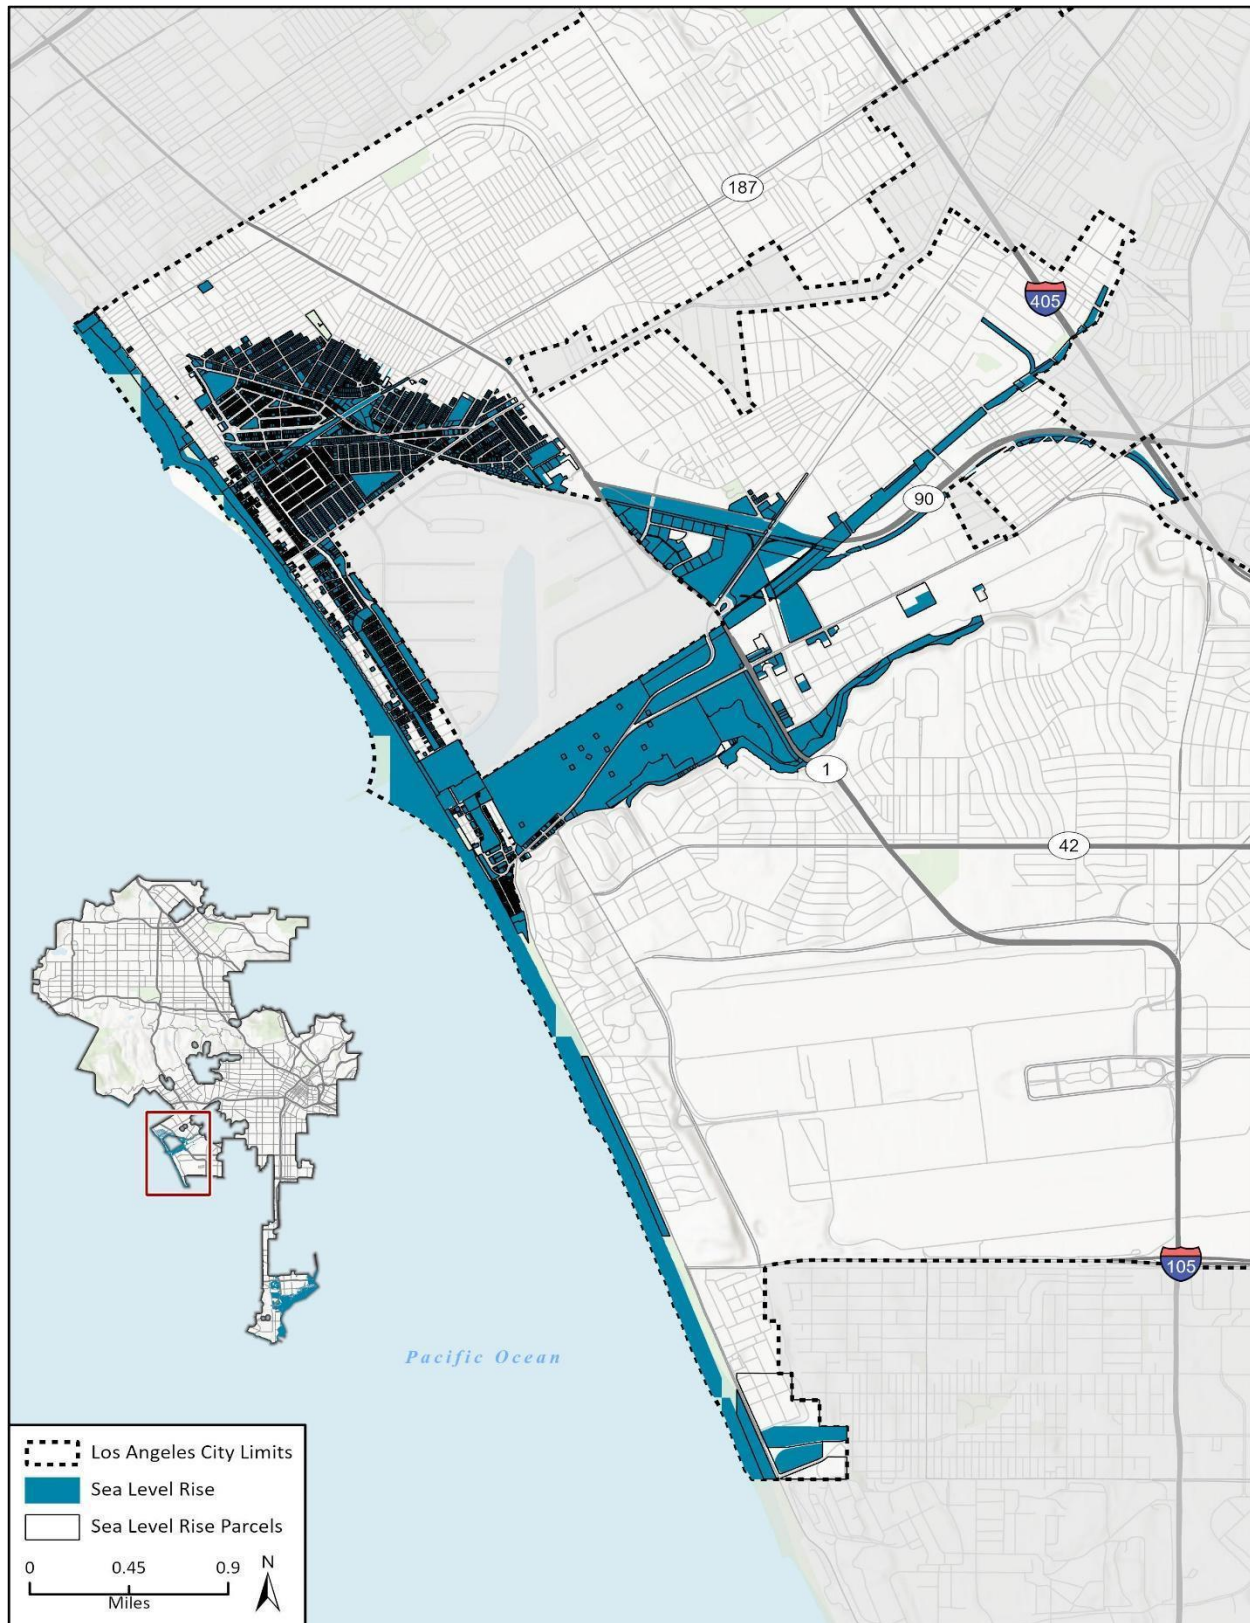 187
405
90
1
42
105
Pacific Ocean
Los Angeles City Limits
Sea Level Rise
Sea Level Rise Parcels
0 0.45 0.9
Miles
N